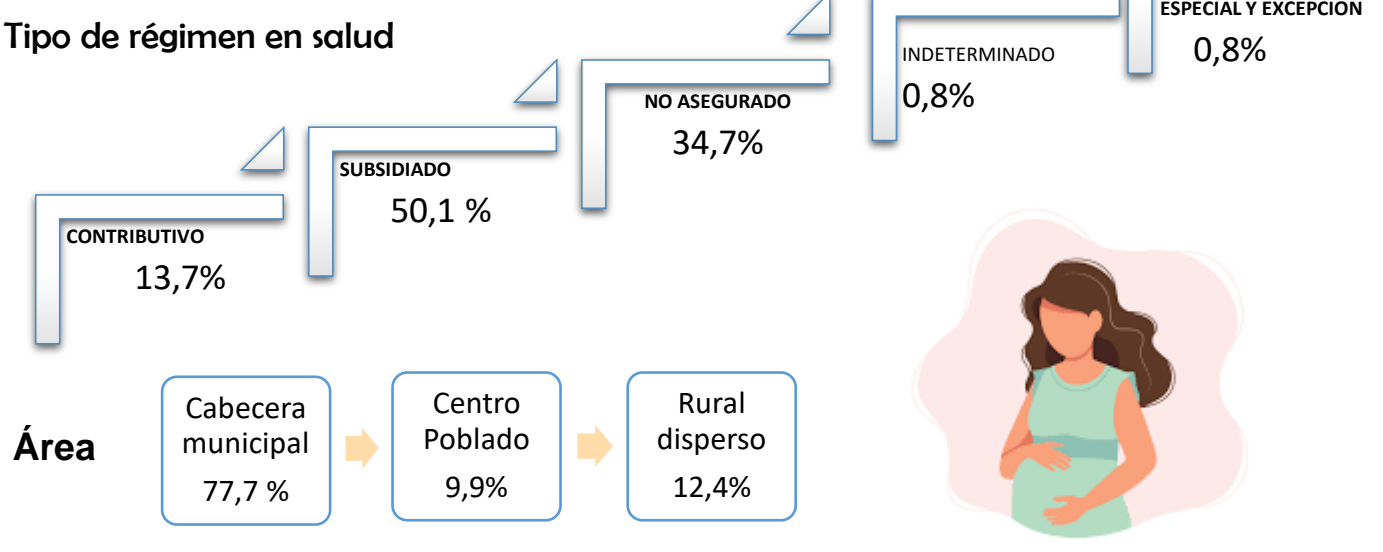 Tipo de régimen en salud
CONTRIBUTIVO
13,7%
SUBSIDIADO
50,1 %
NO ASEGURADO
34,7%
INDETERMINADO
0,8%
ESPECIAL Y EXCEPCION
0,8%
Área
Cabecera
municipal
77,7 %
Centro
Poblado
9,9%
Rural
disperso
12,4%